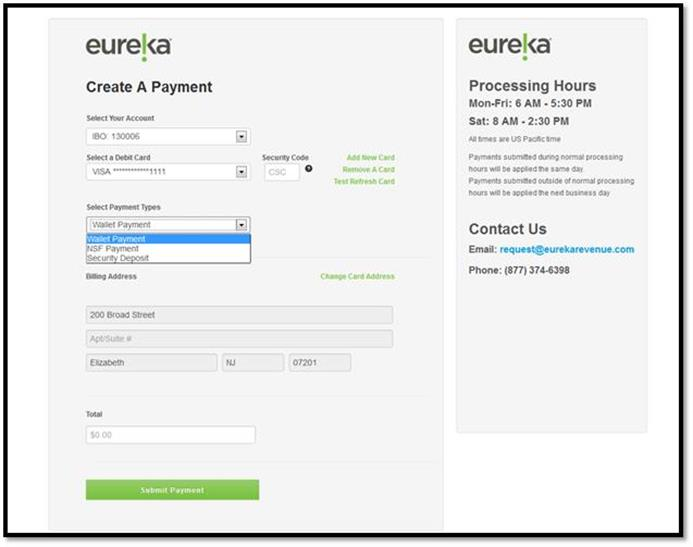 eureka
Create A Payment
Select Your Account
IBO: 130006
Select a Debit Card
Security Code
Add New Card
VISA ************1111
CSC
Remove A Card
Test Refresh Card
Select Payment Types
Wallet Payment
Wallet Payment
NSF Payment
Security Deposit
Billing Address
Change Card Address
200 Broad Street
Apt/Suite #
Elizabeth
NJ
07201
Total
$0.00
Submit Payment
eureka
Processing Hours
Mon-Fri: 6 AM - 5:30 PM
Sat: 8 AM - 2:30 PM
All times are US Pacific time
Payments submitted during normal processing
hours will be applied the same day.
Payments submitted outside of normal processing
hours will be applied the next business day
Contact Us
Email: request@eurekarevenue.com
Phone: (877) 374-6398